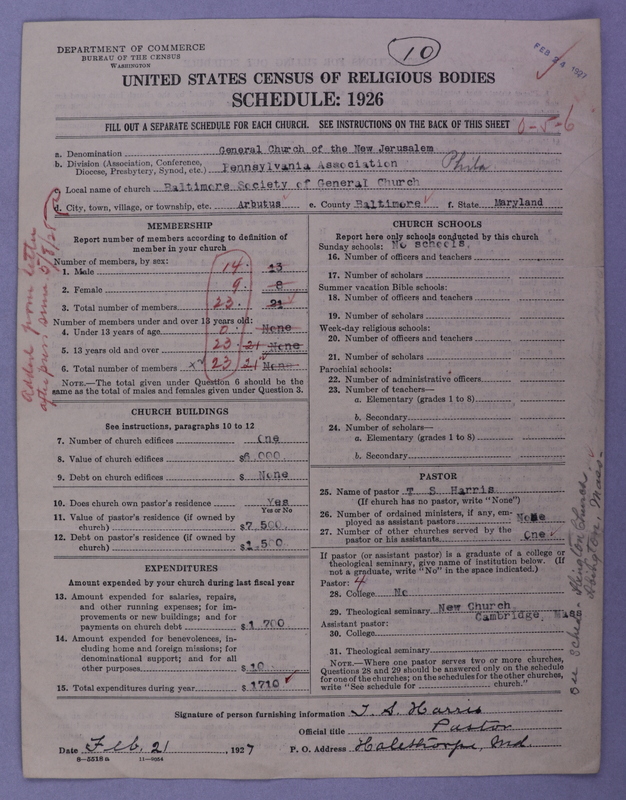 DEPARTMENT OF COMMERCE
BUREAU OF THE CENSUS
WASHINGTON
10
FEB 24 1927
UNITED STATES CENSUS OF RELIGIOUS BODIES
SCHEDULE: 1926
FILL OUT A SEPARATE SCHEDULE FOR EACH CHURCH. SEE INSTRUCTIONS ON THE BACK OF THIS SHEET
0-5-6
a. Denomination General Church of the New Jerusalem
b. Division (Association, Conference, Diocese, Presbytery, Synod, etc.) Pennsylvania Association Phila.
c. Local name of church Baltimore Society of General Church
d. City, town, village, or township, etc. Arbutus e. County Baltimore f. State Maryland
MEMBERSHIP
Report number of members according to definition of
member in your church
Number of members, by sex:
1. Male 14. 13
2. Female 9. 8
3. Total number of members 23. 21
Number of members under and over 13 years old:
4. Under 13 years of age 0. None
5. 13 years old and over 23 21 None
6. Total number of members x 23 21 None
NOTE.—The total given under Question 6 should be the
same as the total of males and females given under Question 3.
Added from letter
5/8/28
CHURCH BUILDINGS
See instructions, paragraphs 10 to 12
7. Number of church edifices One
8. Value of church edifices $6,000
9. Debt on church edifices $ None
10. Does church own pastor's residence Yes
Yes or No
11. Value of pastor's residence (if owned by
church) $7,500.
12. Debt on pastor's residence (if owned by
church) $1,500
EXPENDITURES
Amount expended by your church during last fiscal year
13. Amount expended for salaries, repairs,
and other running expenses; for im-
provements or new buildings; and for
payments on church debt $1,700
14. Amount expended for benevolences, in-
cluding home and foreign missions; for
denominational support; and for all
other purposes $10
15. Total expenditures during year $1710
CHURCH SCHOOLS
Report here only schools conducted by this church
Sunday schools: No schools.
16. Number of officers and teachers
17. Number of scholars
Summer vacation Bible schools:
18. Number of officers and teachers
19. Number of scholars
Week-day religious schools:
20. Number of officers and teachers
21. Number of scholars
Parochial schools:
22. Number of administrative officers
23. Number of teachers—
a. Elementary (grades 1 to 8)
b. Secondary
24. Number of scholars—
a. Elementary (grades 1 to 8)
b. Secondary
PASTOR
25. Name of pastor T S Harris
(If church has no pastor, write "None")
26. Number of ordained ministers, if any, em-
ployed as assistant pastors None
27. Number of other churches served by the
pastor or his assistants One
If pastor (or assistant pastor) is a graduate of a college or
theological seminary, give name of institution below. (If
not a graduate, write "No" in the space indicated.)
Pastor: 4
28. College No
29. Theological seminary New Church
Cambridge Mass
Assistant pastor:
30. College
31. Theological seminary
NOTE.—Where one pastor serves two or more churches,
Questions 28 and 29 should be answered only on the schedule
for one of the churches; on the schedules for the other churches,
write "See schedule for church."
Abington Church
Abington, Mass.
Signature of person furnishing information T. S. Harris
Official title Pastor
Date Feb. 21, 1927 P. O. Address Halethorpe, Md.
8—5518 a 11—9054